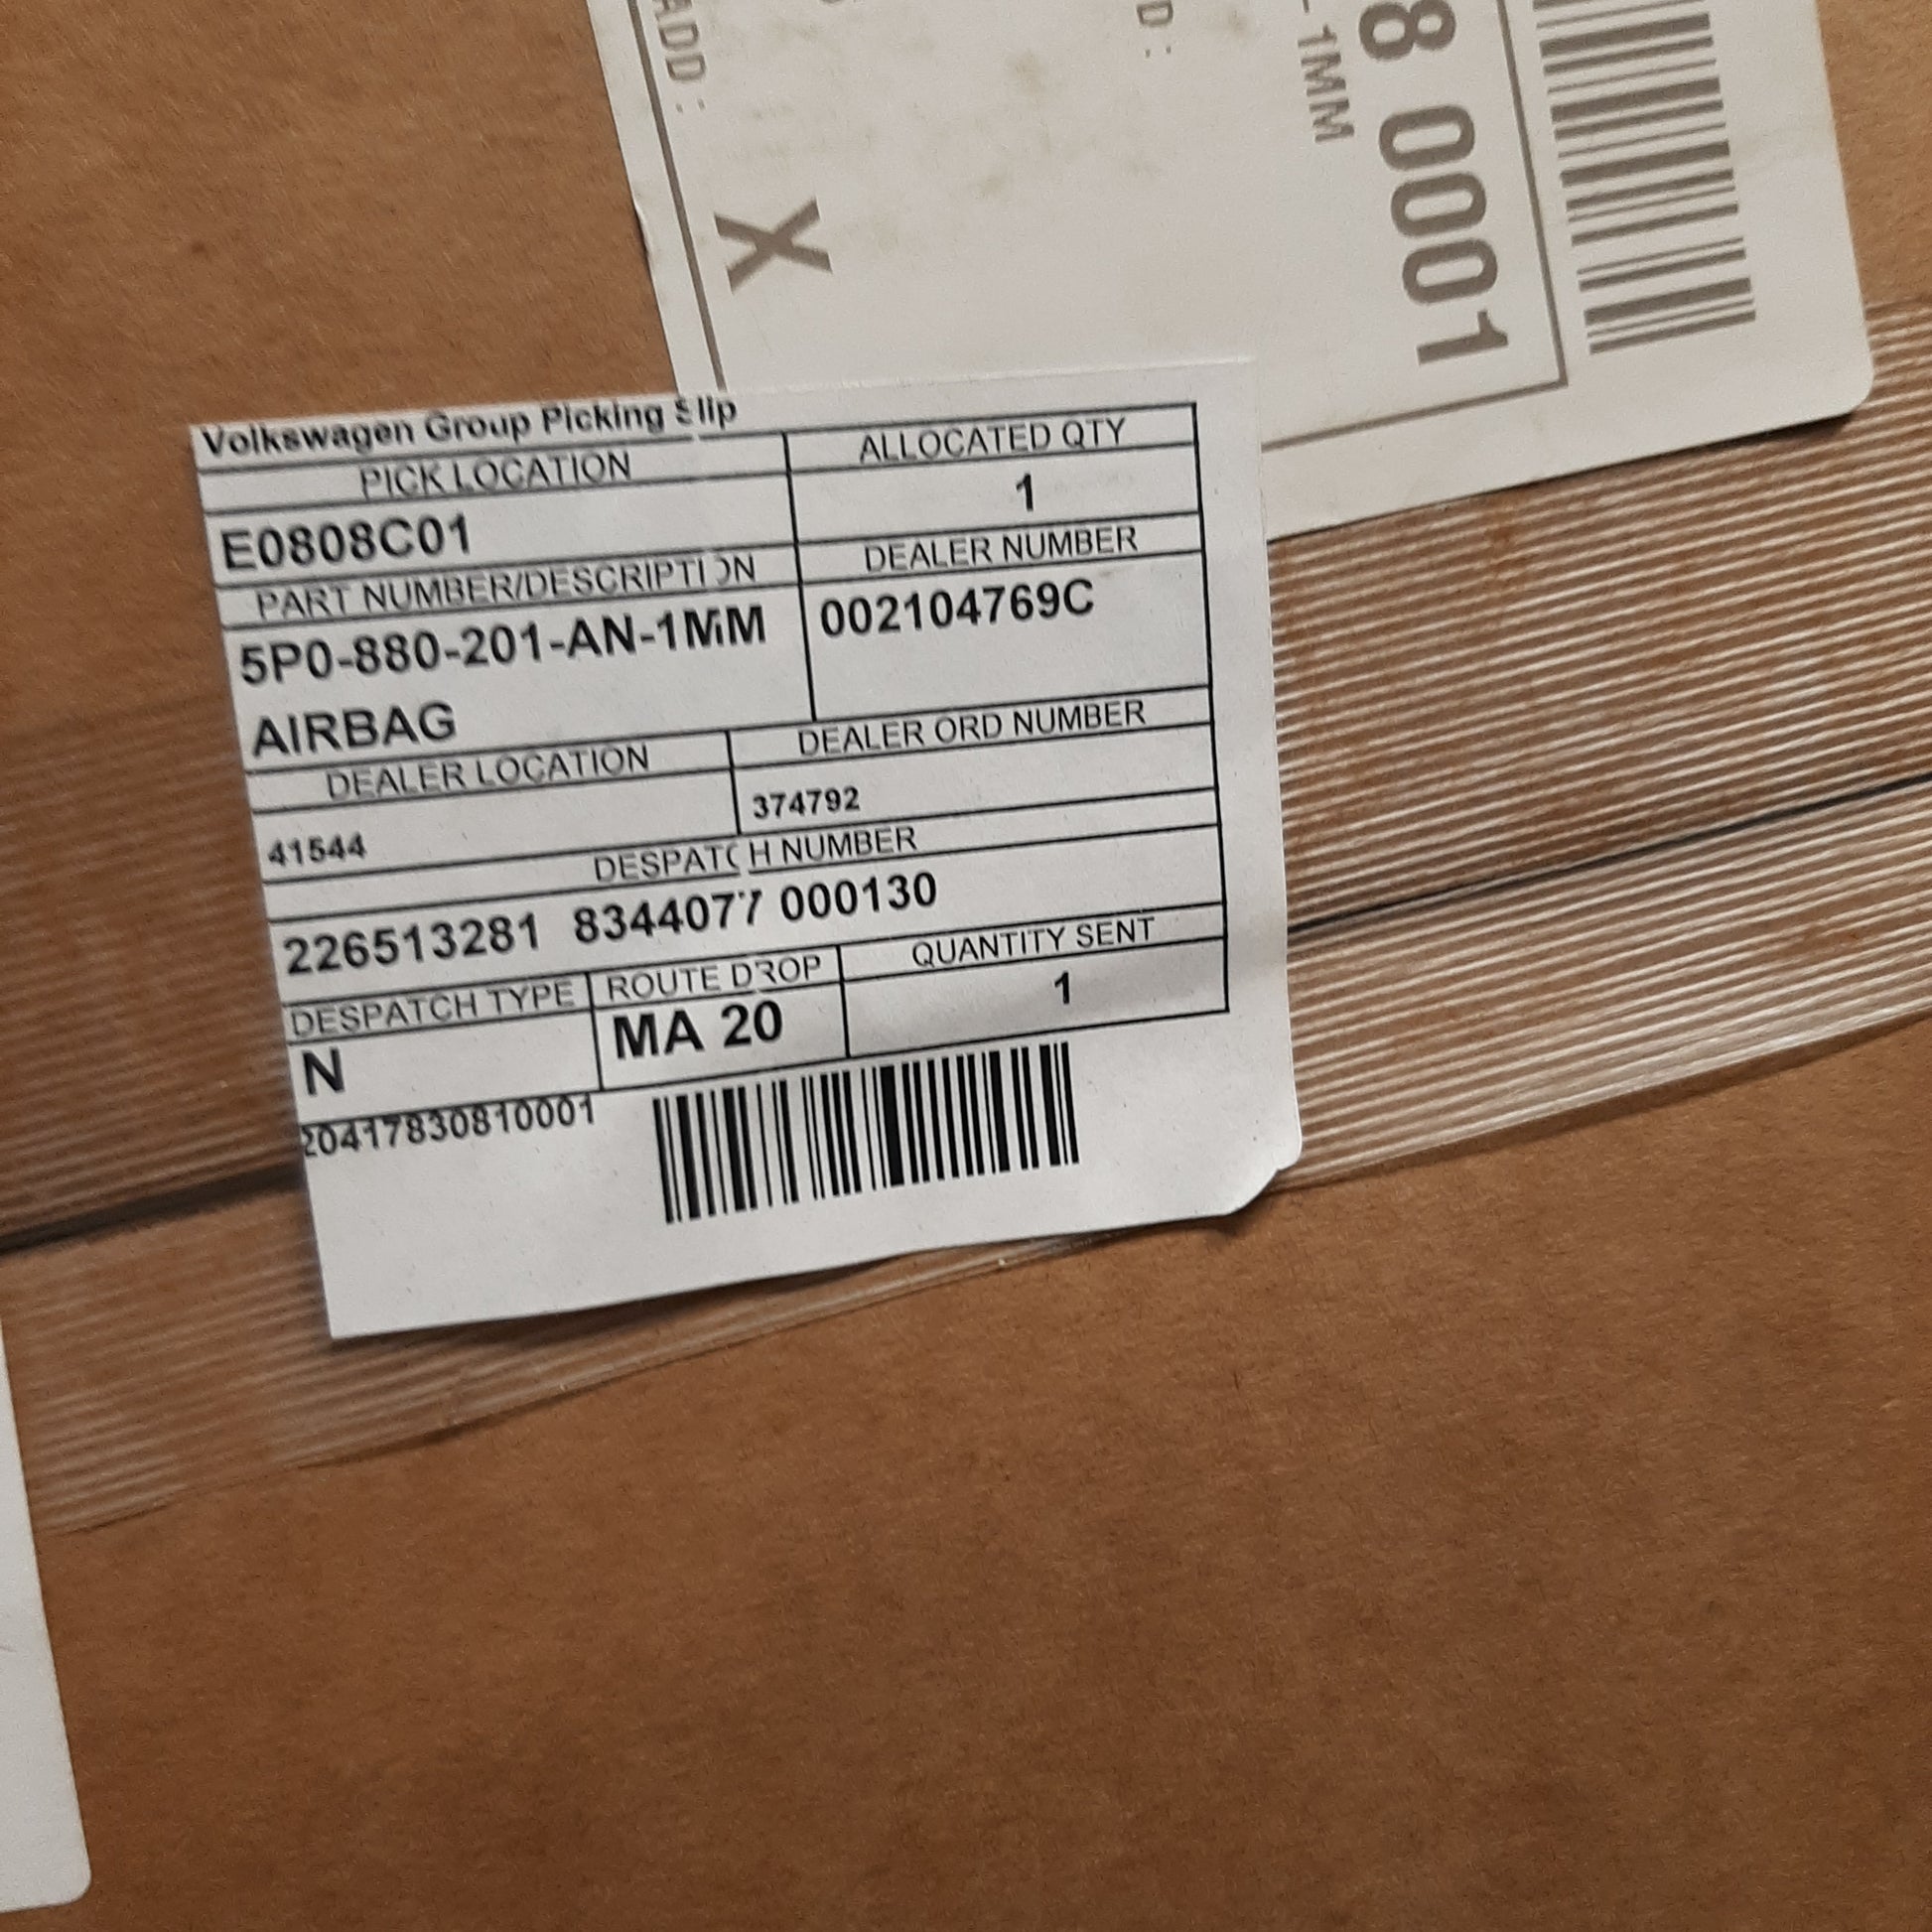 ADD:
D:
-1MM
8 0001
X
Volkswagen Group Picking Slip
PICK LOCATION
ALLOCATED QTY
E0808C01
1
PART NUMBER/DESCRIPTION
DEALER NUMBER
5P0-880-201-AN-1MM
002104769C
AIRBAG
DEALER LOCATION
DEALER ORD NUMBER
41544
374792
DESPATCH NUMBER
226513281 8344077 000130
DESPATCH TYPE
ROUTE DROP
QUANTITY SENT
N
MA 20
1
20417830810001